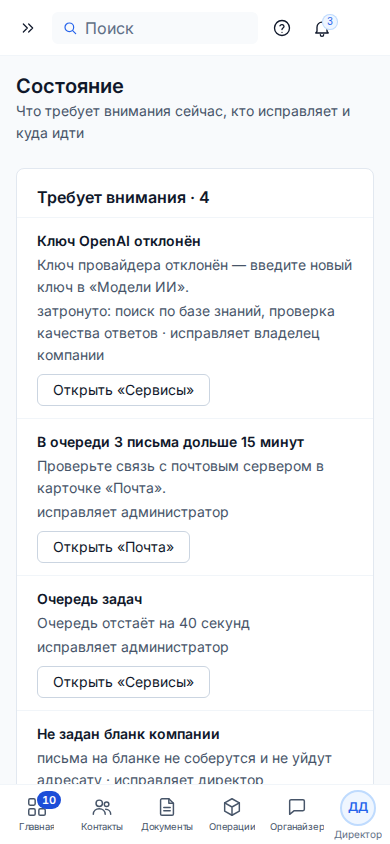 Поиск
3
Состояние
Что требует внимания сейчас, кто исправляет и
куда идти
Требует внимания · 4
Ключ OpenAI отклонён
Ключ провайдера отклонён — введите новый
ключ в «Модели ИИ».
затронуто: поиск по базе знаний, проверка
качества ответов · исправляет владелец
компании
Открыть «Сервисы»
В очереди 3 письма дольше 15 минут
Проверьте связь с почтовым сервером в
карточке «Почта».
исправляет администратор
Открыть «Почта»
Очередь задач
Очередь отстаёт на 40 секунд
исправляет администратор
Открыть «Сервисы»
Не задан бланк компании
письма на бланке не соберутся и не уйдут
адресату · исправляет директор
10
ДД
Главная
Контакты
Документы
Операции
Органайзер
Директор